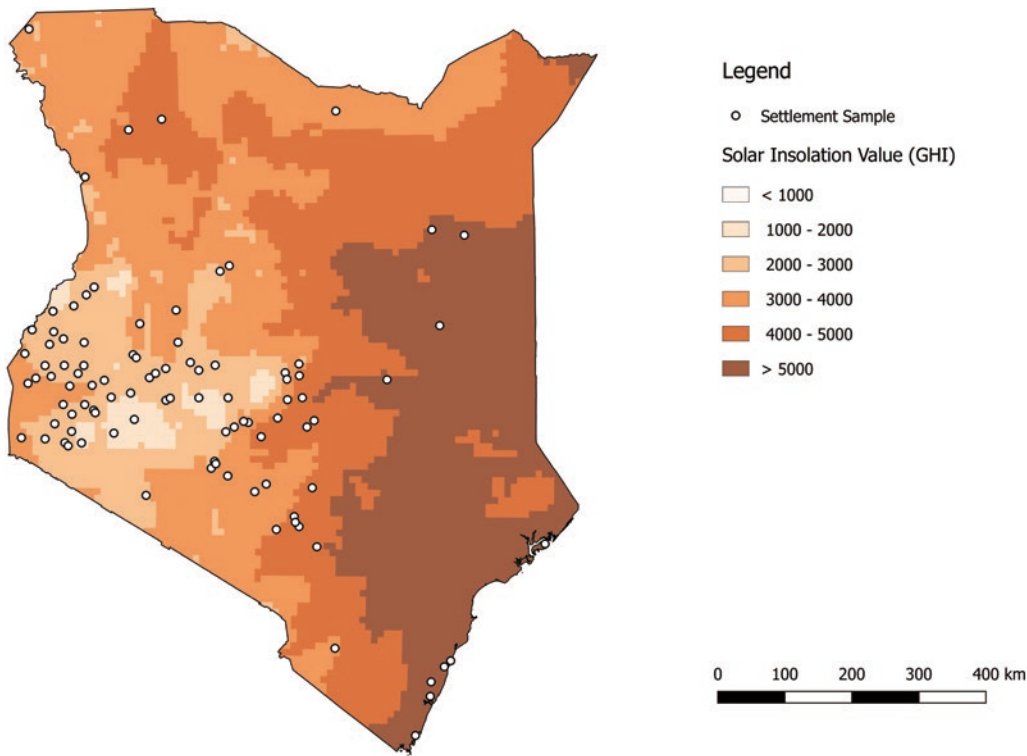 Legend
Settlement Sample
Solar Insolation Value (GHI)
< 1000
1000 - 2000
2000 - 3000
3000 - 4000
4000 - 5000
> 5000
0 100 200 300 400 km